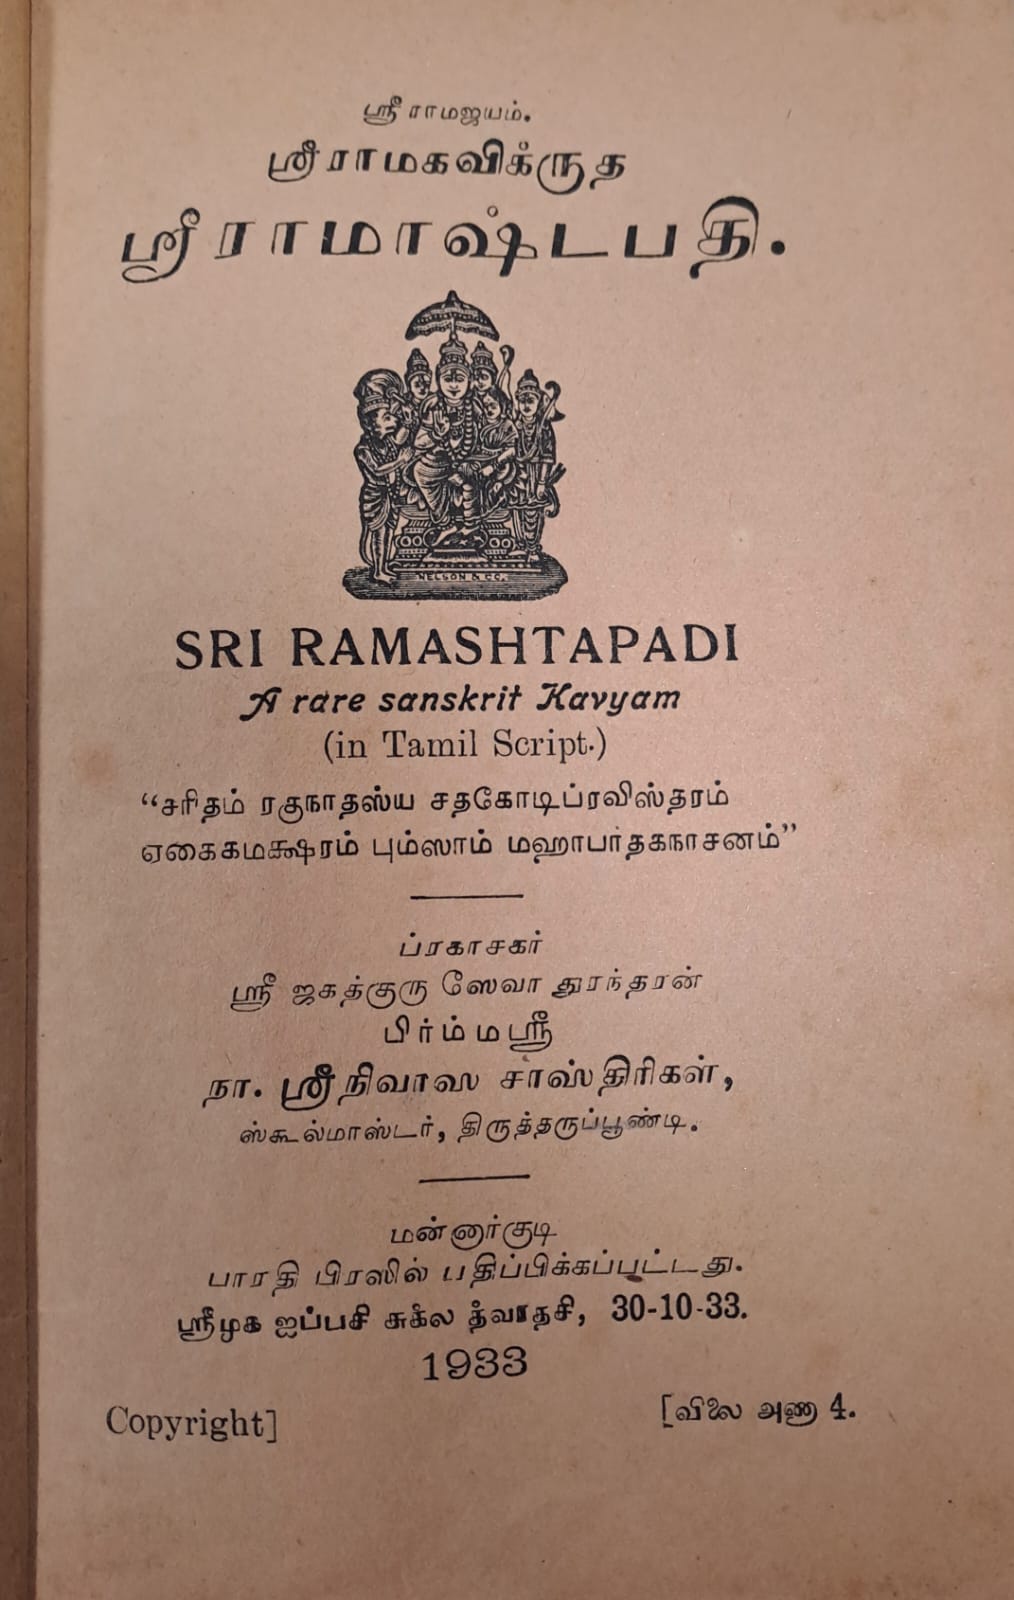 ஸ்ரீ ராமஜயம்.
ஸ்ரீராமகவிக்ருத
ஸ்ரீராமாஷ்டபதி.
NELSON & CO.
SRI RAMASHTAPADI
A rare sanskrit Kavyam
(in Tamil Script.)
“சரிதம் ரகுநாதஸ்ய சதகோடிப்ரவிஸ்தரம்
ஏகைகமக்ஷரம் பும்ஸாம் மஹாபாதகநாசனம்”
ப்ரகாசகர்
ஸ்ரீ ஜகத்குரு ஸேவா துரந்தரன்
பிர்ம்மஸ்ரீ
நா. ஸ்ரீநிவாஸ சாஸ்திரிகள்,
ஸ்கூல்மாஸ்டர், திருத்தருப்பூண்டி.
மன்னார்குடி
பாரதி பிரஸில் பதிப்பிக்கப்பட்டது.
ஸ்ரீமுக ஐப்பசி சுக்ல த்வாதசி, 30-10-33.
1933
Copyright]
[விலை அணா 4.